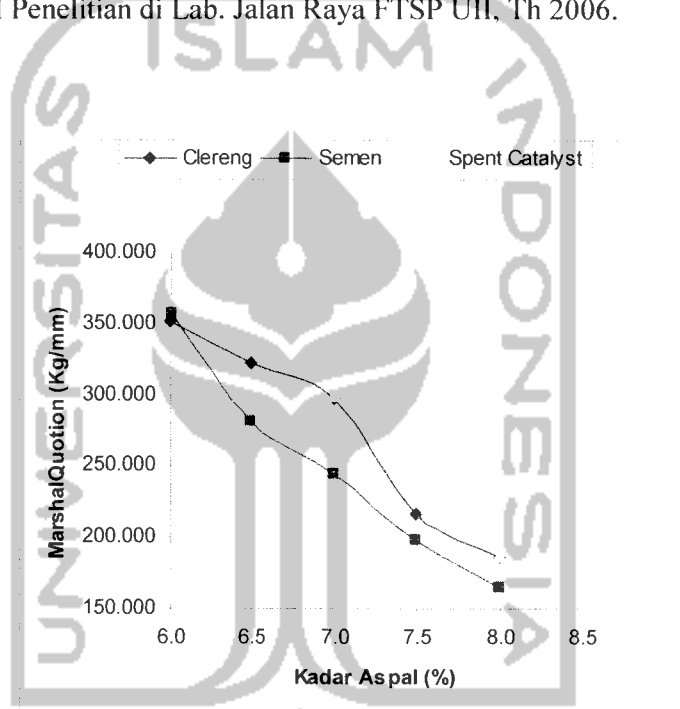 Penelitian di Lab. Jalan Raya FTSP UII, Th 2006.
ISLAM
UNIVERSITAS
INDONESIA
Clereng Semen Spent Catalyst
400.000
350.000
300.000
250.000
200.000
150.000
MarshalQuotion (Kg/mm)
6.0 6.5 7.0 7.5 8.0 8.5
Kadar Aspal (%)